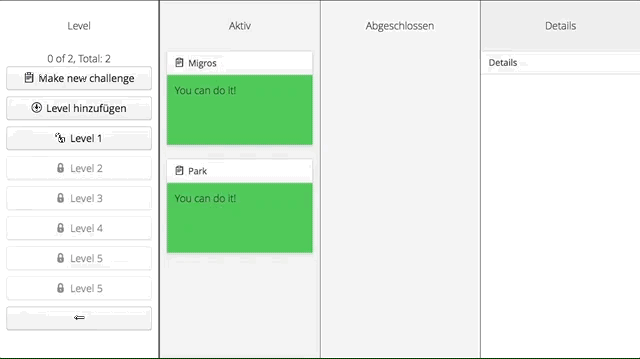 Level
0 of 2, Total: 2
Make new challenge
Level hinzufügen
Level 1
Level 2
Level 3
Level 4
Level 5
Level 5
Aktiv
Migros
You can do It!
Park
You can do It!
Abgeschlossen
Details
Details